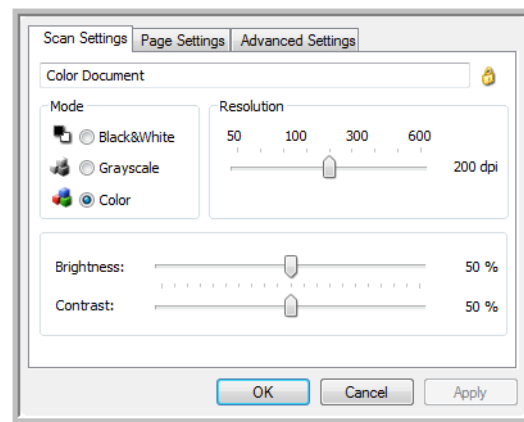 Scan Settings Page Settings Advanced Settings
Color Document
Mode
Black&White
Grayscale
Color
Resolution
50 100 300 600
200 dpi
Brightness: 50 %
Contrast: 50 %
OK Cancel Apply